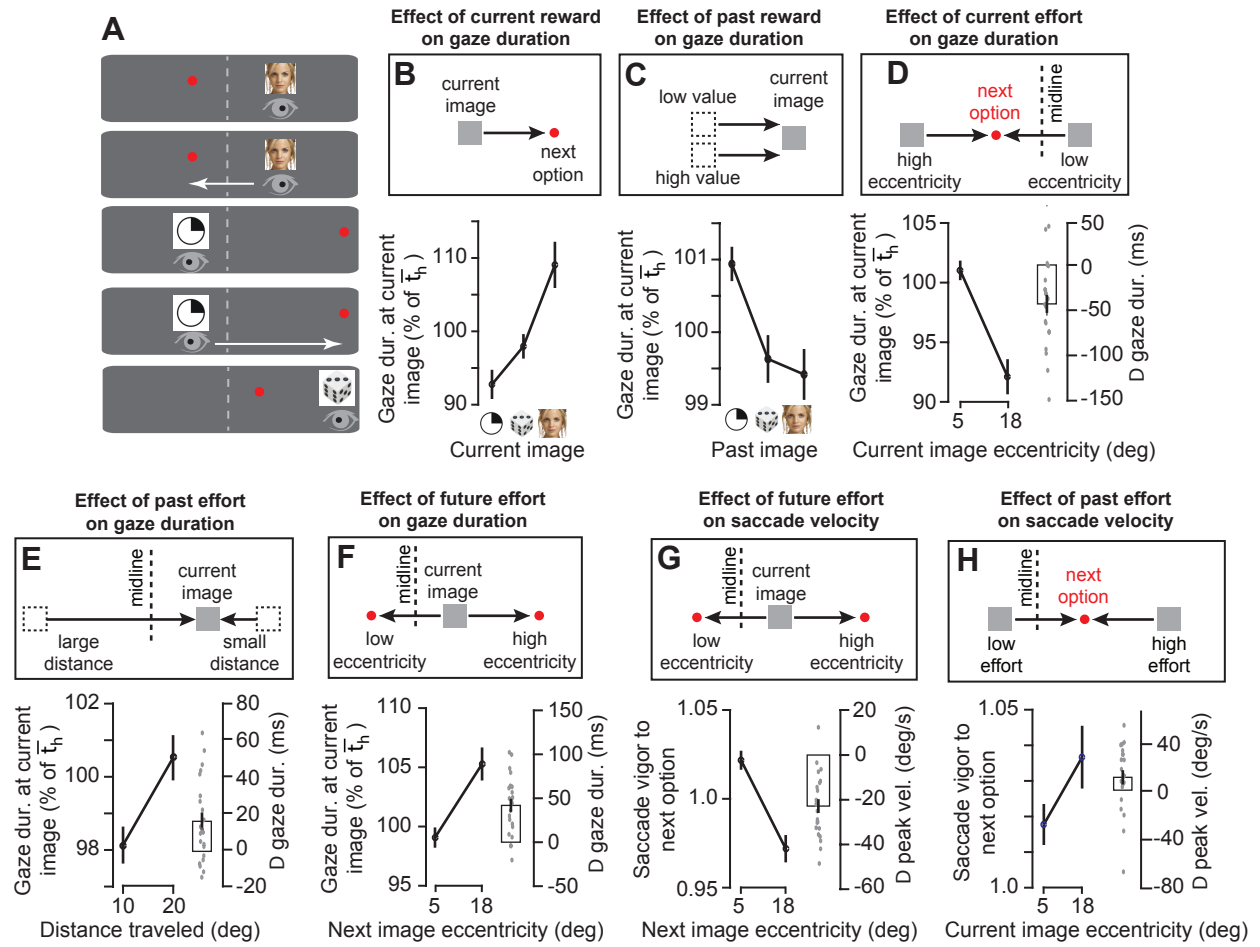 A
Effect of current reward
on gaze duration
B
current
image
next
option
Gaze dur. at current
image (% of t̅h )
110
100
90
Current image
Effect of past reward
on gaze duration
C
low value
high value
current
image
Gaze dur. at current
image (% of t̅h )
101
100
99
Past image
Effect of current effort
on gaze duration
D
next
option
midline
high
eccentricity
low
eccentricity
Gaze dur. at current
image (% of t̅h )
105
100
95
90
5 18
50
0
-50
-100
-150
D gaze dur. (ms)
Current image eccentricity (deg)
Effect of past effort
on gaze duration
E
midline
current
image
large
distance
small
distance
Gaze dur. at current
image (% of t̅h )
102
100
98
10 20
80
60
40
20
0
-20
D gaze dur. (ms)
Distance traveled (deg)
Effect of future effort
on gaze duration
F
midline
current
image
low
eccentricity
high
eccentricity
Gaze dur. at current
image (% of t̅h )
110
105
100
95
5 18
150
100
50
0
-50
D gaze dur. (ms)
Next image eccentricity (deg)
Effect of future effort
on saccade velocity
G
midline
current
image
low
eccentricity
high
eccentricity
Saccade vigor to
next option
1.05
1.0
0.95
5 18
20
0
-20
-40
-60
D peak vel. (deg/s)
Next image eccentricity (deg)
Effect of past effort
on saccade velocity
H
midline
next
option
low
effort
high
effort
Saccade vigor to
next option
1.05
1.0
5 18
40
0
-40
-80
D peak vel. (deg/s)
Current image eccentricity (deg)